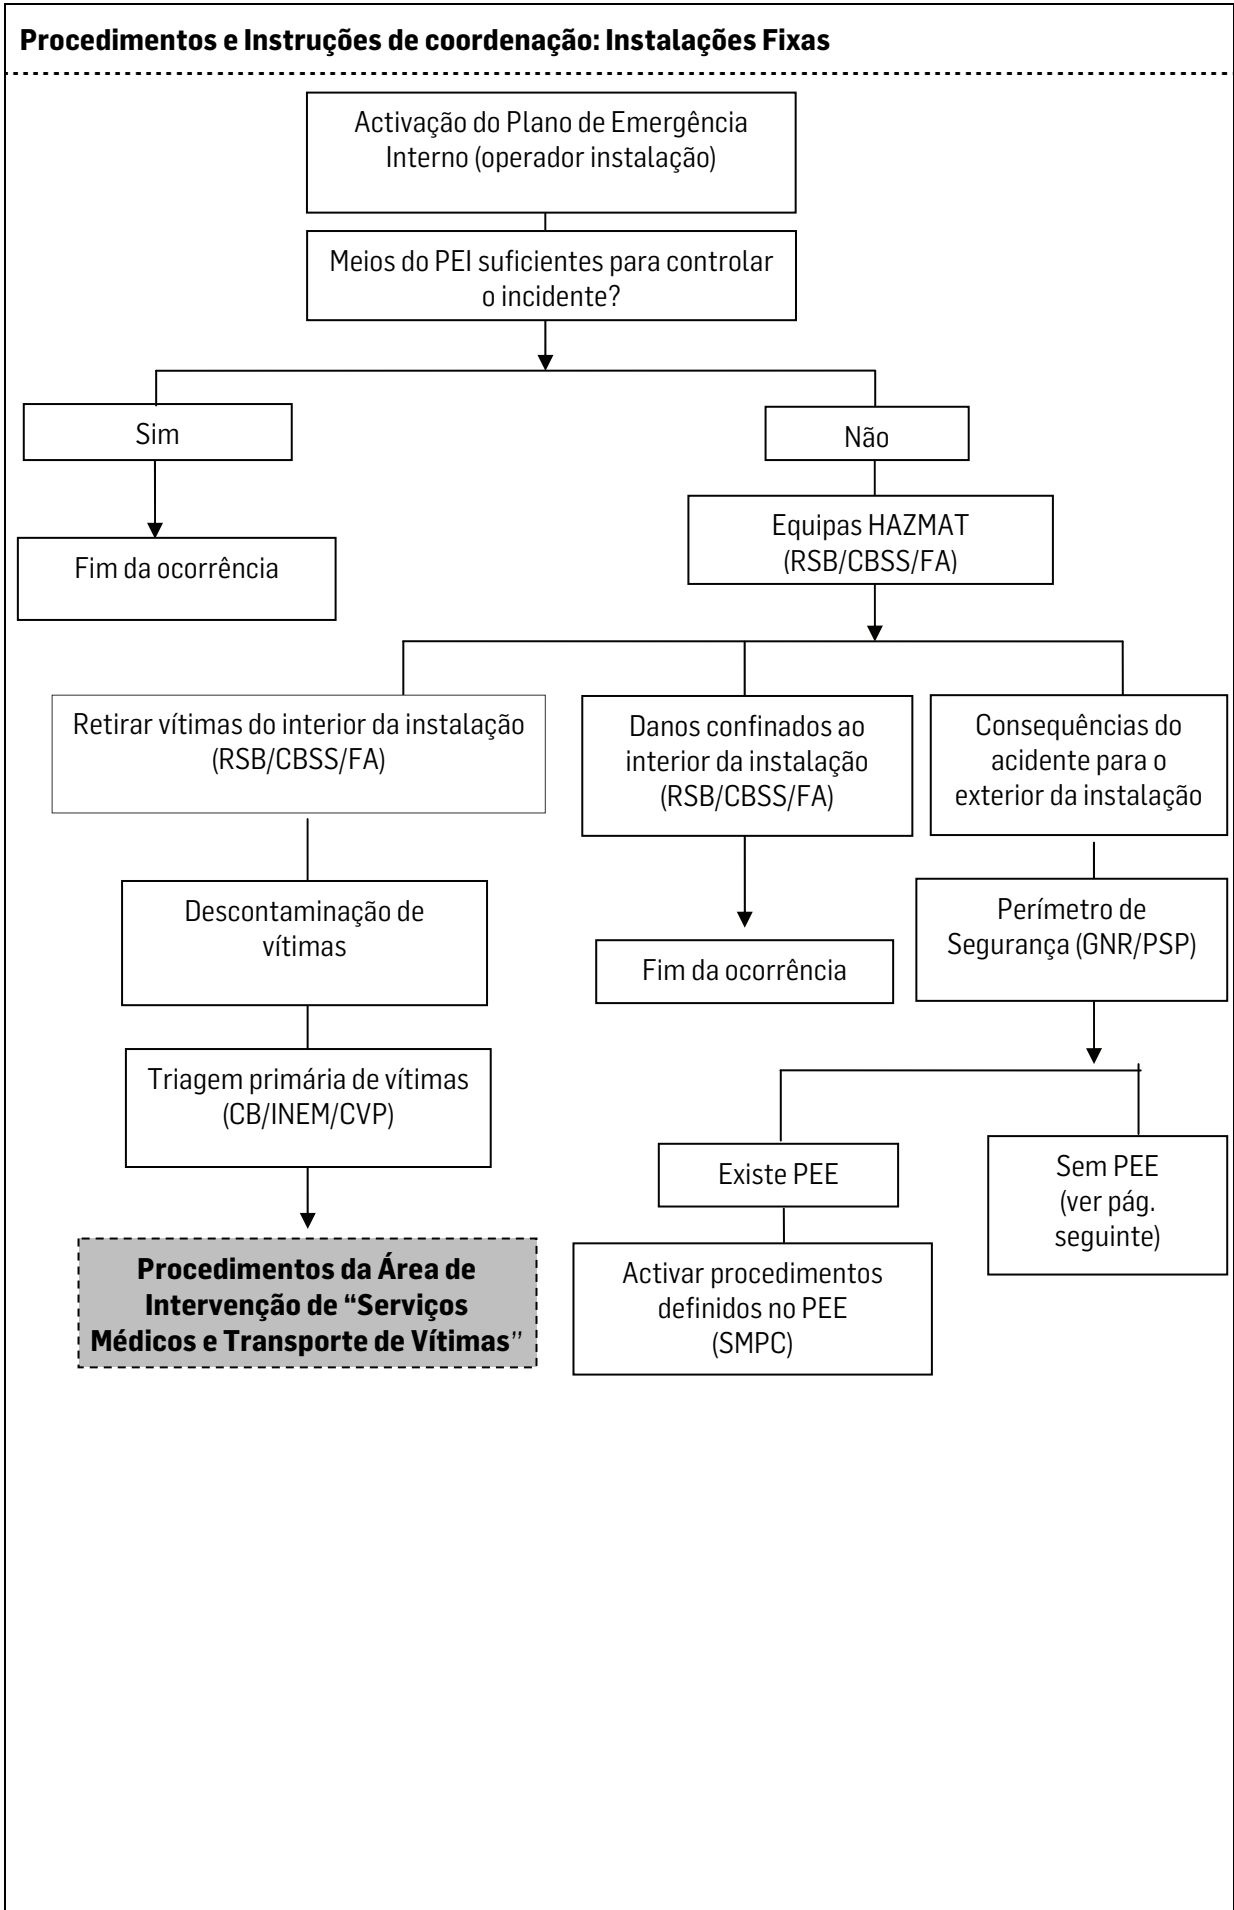 Procedimentos e Instruções de coordenação: Instalações Fixas
Activação do Plano de Emergência
Interno (operador instalação)
Meios do PEI suficientes para controlar
o incidente?
Sim
Não
Fim da ocorrência
Equipas HAZMAT
(RSB/CBSS/FA)
Retirar vítimas do interior da instalação
(RSB/CBSS/FA)
Danos confinados ao
interior da instalação
(RSB/CBSS/FA)
Consequências do
acidente para o
exterior da instalação
Descontaminação de
vítimas
Fim da ocorrência
Perímetro de
Segurança (GNR/PSP)
Triagem primária de vítimas
(CB/INEM/CVP)
Existe PEE
Sem PEE
(ver pág.
seguinte)
Procedimentos da Área de
Intervenção de “Serviços
Médicos e Transporte de Vítimas”
Activar procedimentos
definidos no PEE
(SMPC)